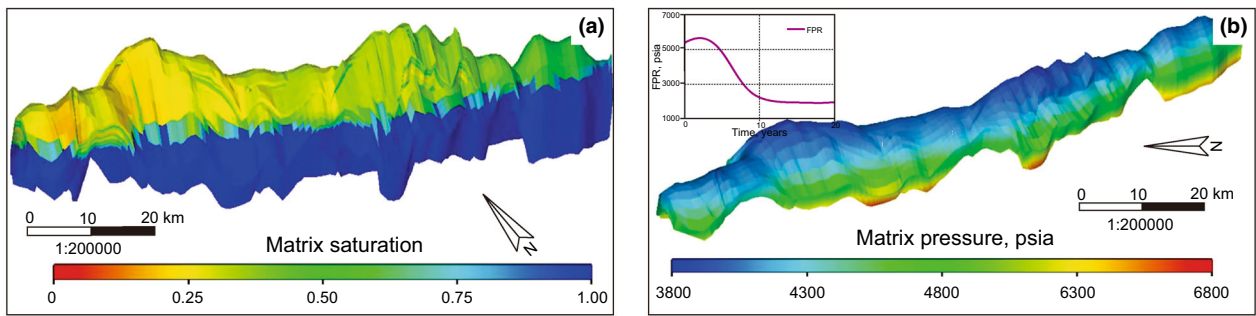 (a)
0 10 20 km
1:200000
N
Matrix saturation
0 0.25 0.50 0.75 1.00
(b)
7000
5000
3000
1000
FPR, psia
FPR
0 10 20
Time, years
N
0 10 20 km
1:200000
Matrix pressure, psia
3800 4300 4800 6300 6800